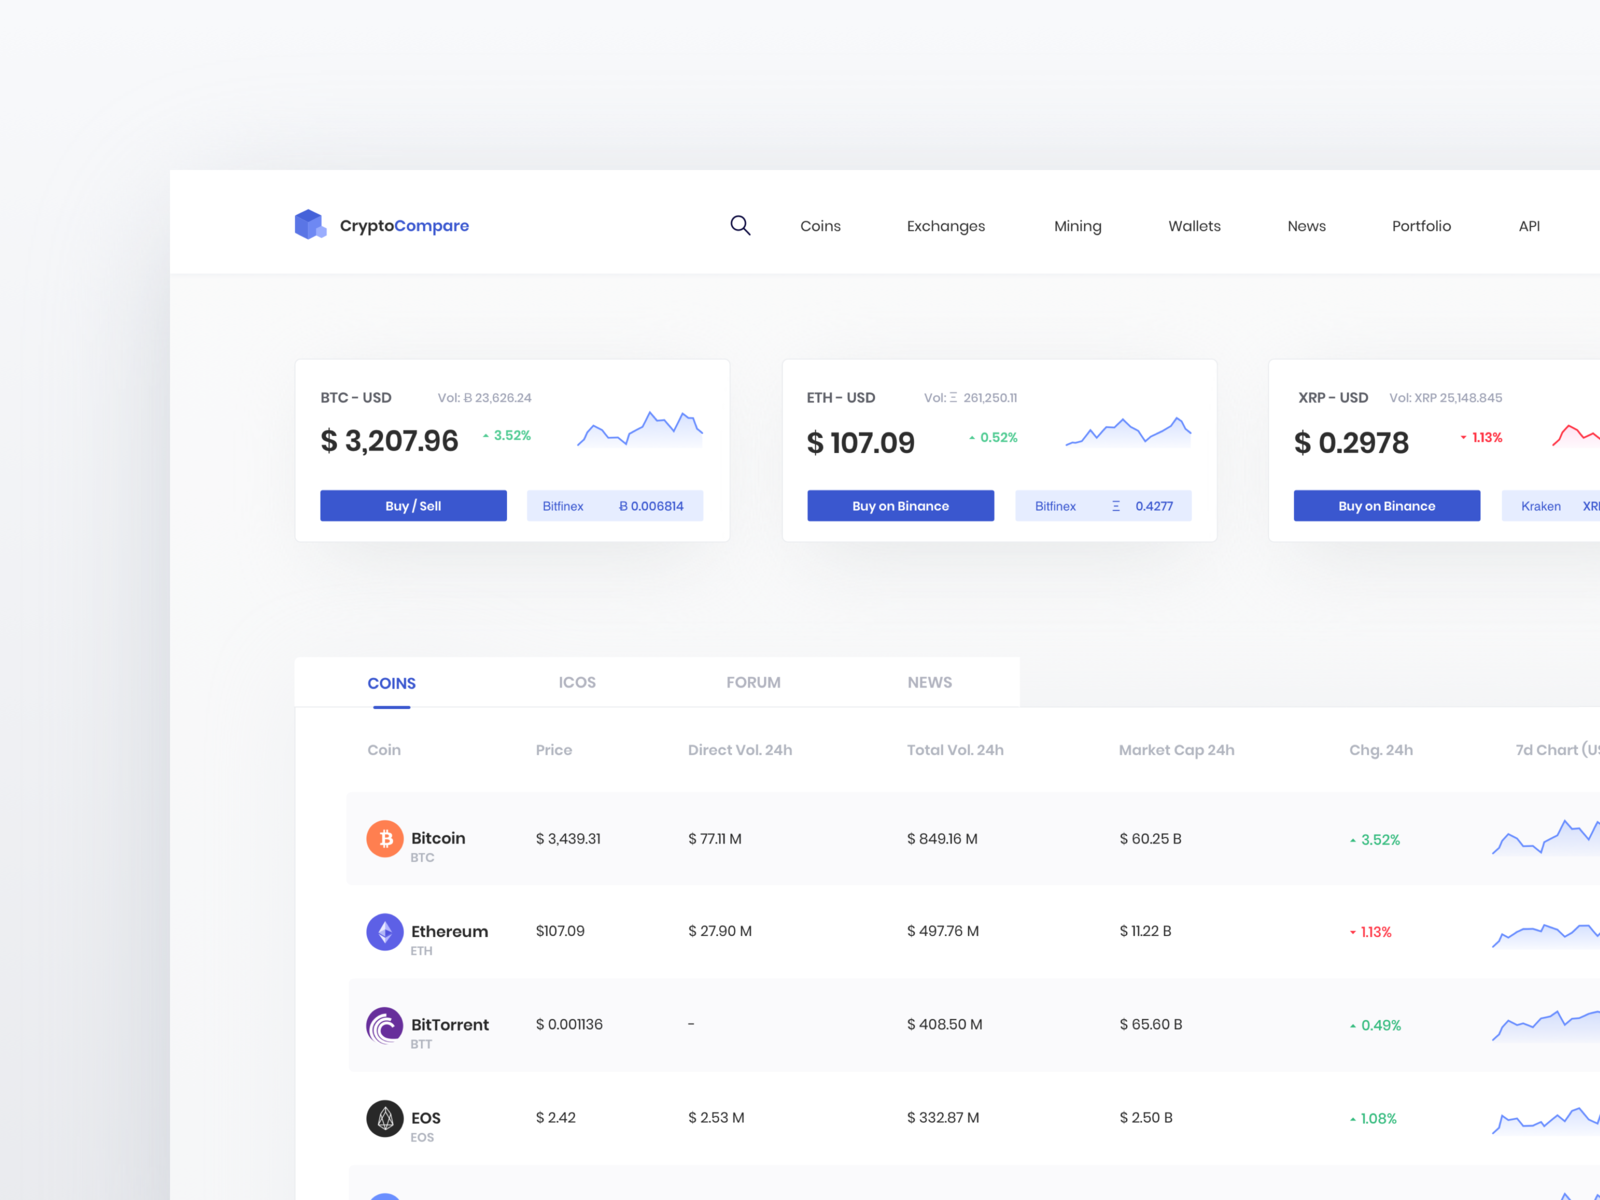 CryptoCompare Coins Exchanges Mining Wallets News Portfolio API
BTC - USD Vol: Ƀ 23,626.24
$ 3,207.96 3.52%
Buy / Sell Bitfinex Ƀ 0.006814
ETH - USD Vol: Ξ 261,250.11
$ 107.09 0.52%
Buy on Binance Bitfinex Ξ 0.4277
XRP - USD Vol: XRP 25,148.845
$ 0.2978 1.13%
Buy on Binance Kraken
COINS ICOS FORUM NEWS
Coin Price Direct Vol. 24h Total Vol. 24h Market Cap 24h Chg. 24h 7d Chart
Bitcoin $ 3,439.31 $ 77.11 M $ 849.16 M $ 60.25 B 3.52%
BTC
Ethereum $107.09 $ 27.90 M $ 497.76 M $ 11.22 B 1.13%
ETH
BitTorrent $ 0.001136 - $ 408.50 M $ 65.60 B 0.49%
BTT
EOS $ 2.42 $ 2.53 M $ 332.87 M $ 2.50 B 1.08%
EOS